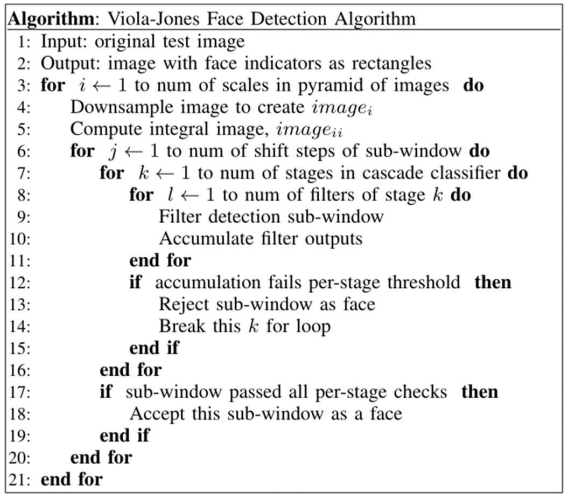 Algorithm: Viola-Jones Face Detection Algorithm
1: Input: original test image
2: Output: image with face indicators as rectangles
3: for i ← 1 to num of scales in pyramid of images do
4: Downsample image to create imageᵢ
5: Compute integral image, imageᵢᵢ
6: for j ← 1 to num of shift steps of sub-window do
7: for k ← 1 to num of stages in cascade classifier do
8: for l ← 1 to num of filters of stage k do
9: Filter detection sub-window
10: Accumulate filter outputs
11: end for
12: if accumulation fails per-stage threshold then
13: Reject sub-window as face
14: Break this k for loop
15: end if
16: end for
17: if sub-window passed all per-stage checks then
18: Accept this sub-window as a face
19: end if
20: end for
21: end for